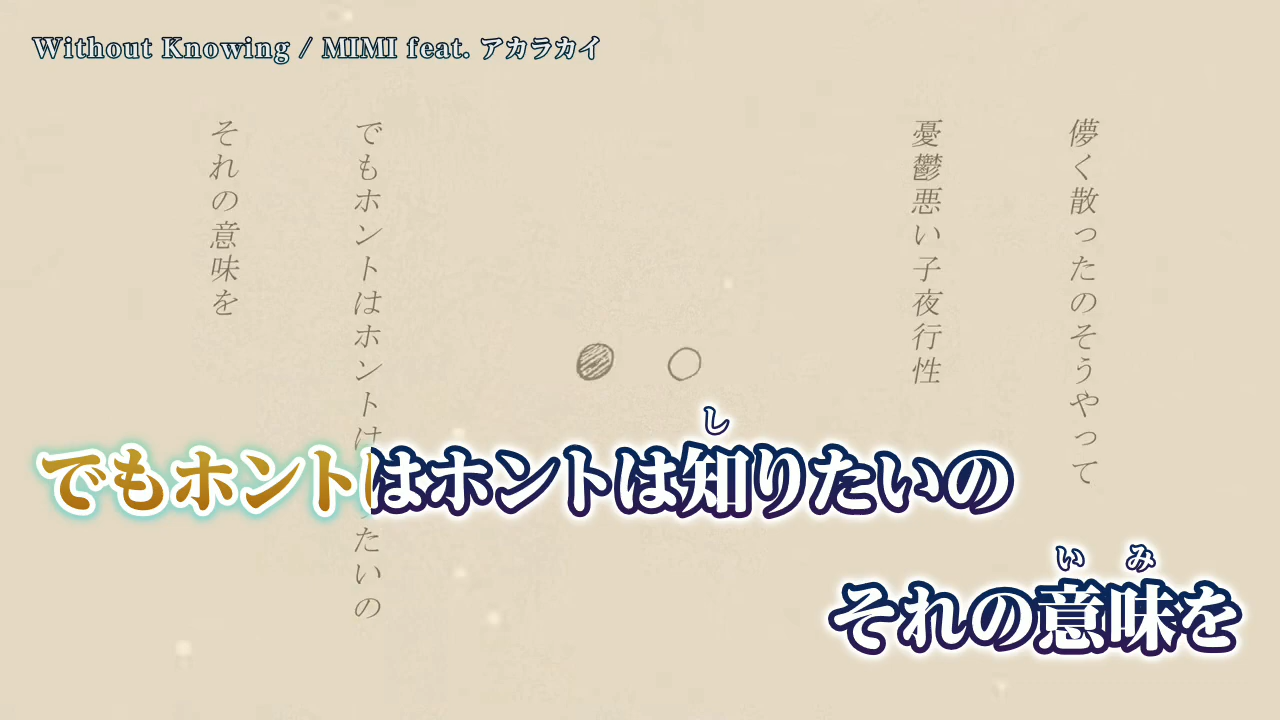 Without Knowing / MIMI feat. アカラカイ
儚く散ったのそうやって
憂鬱悪い子夜行性
でもホントはホントは知りたいの
それの意味を
し
でもホントはホントは知りたいの
い み
それの意味を